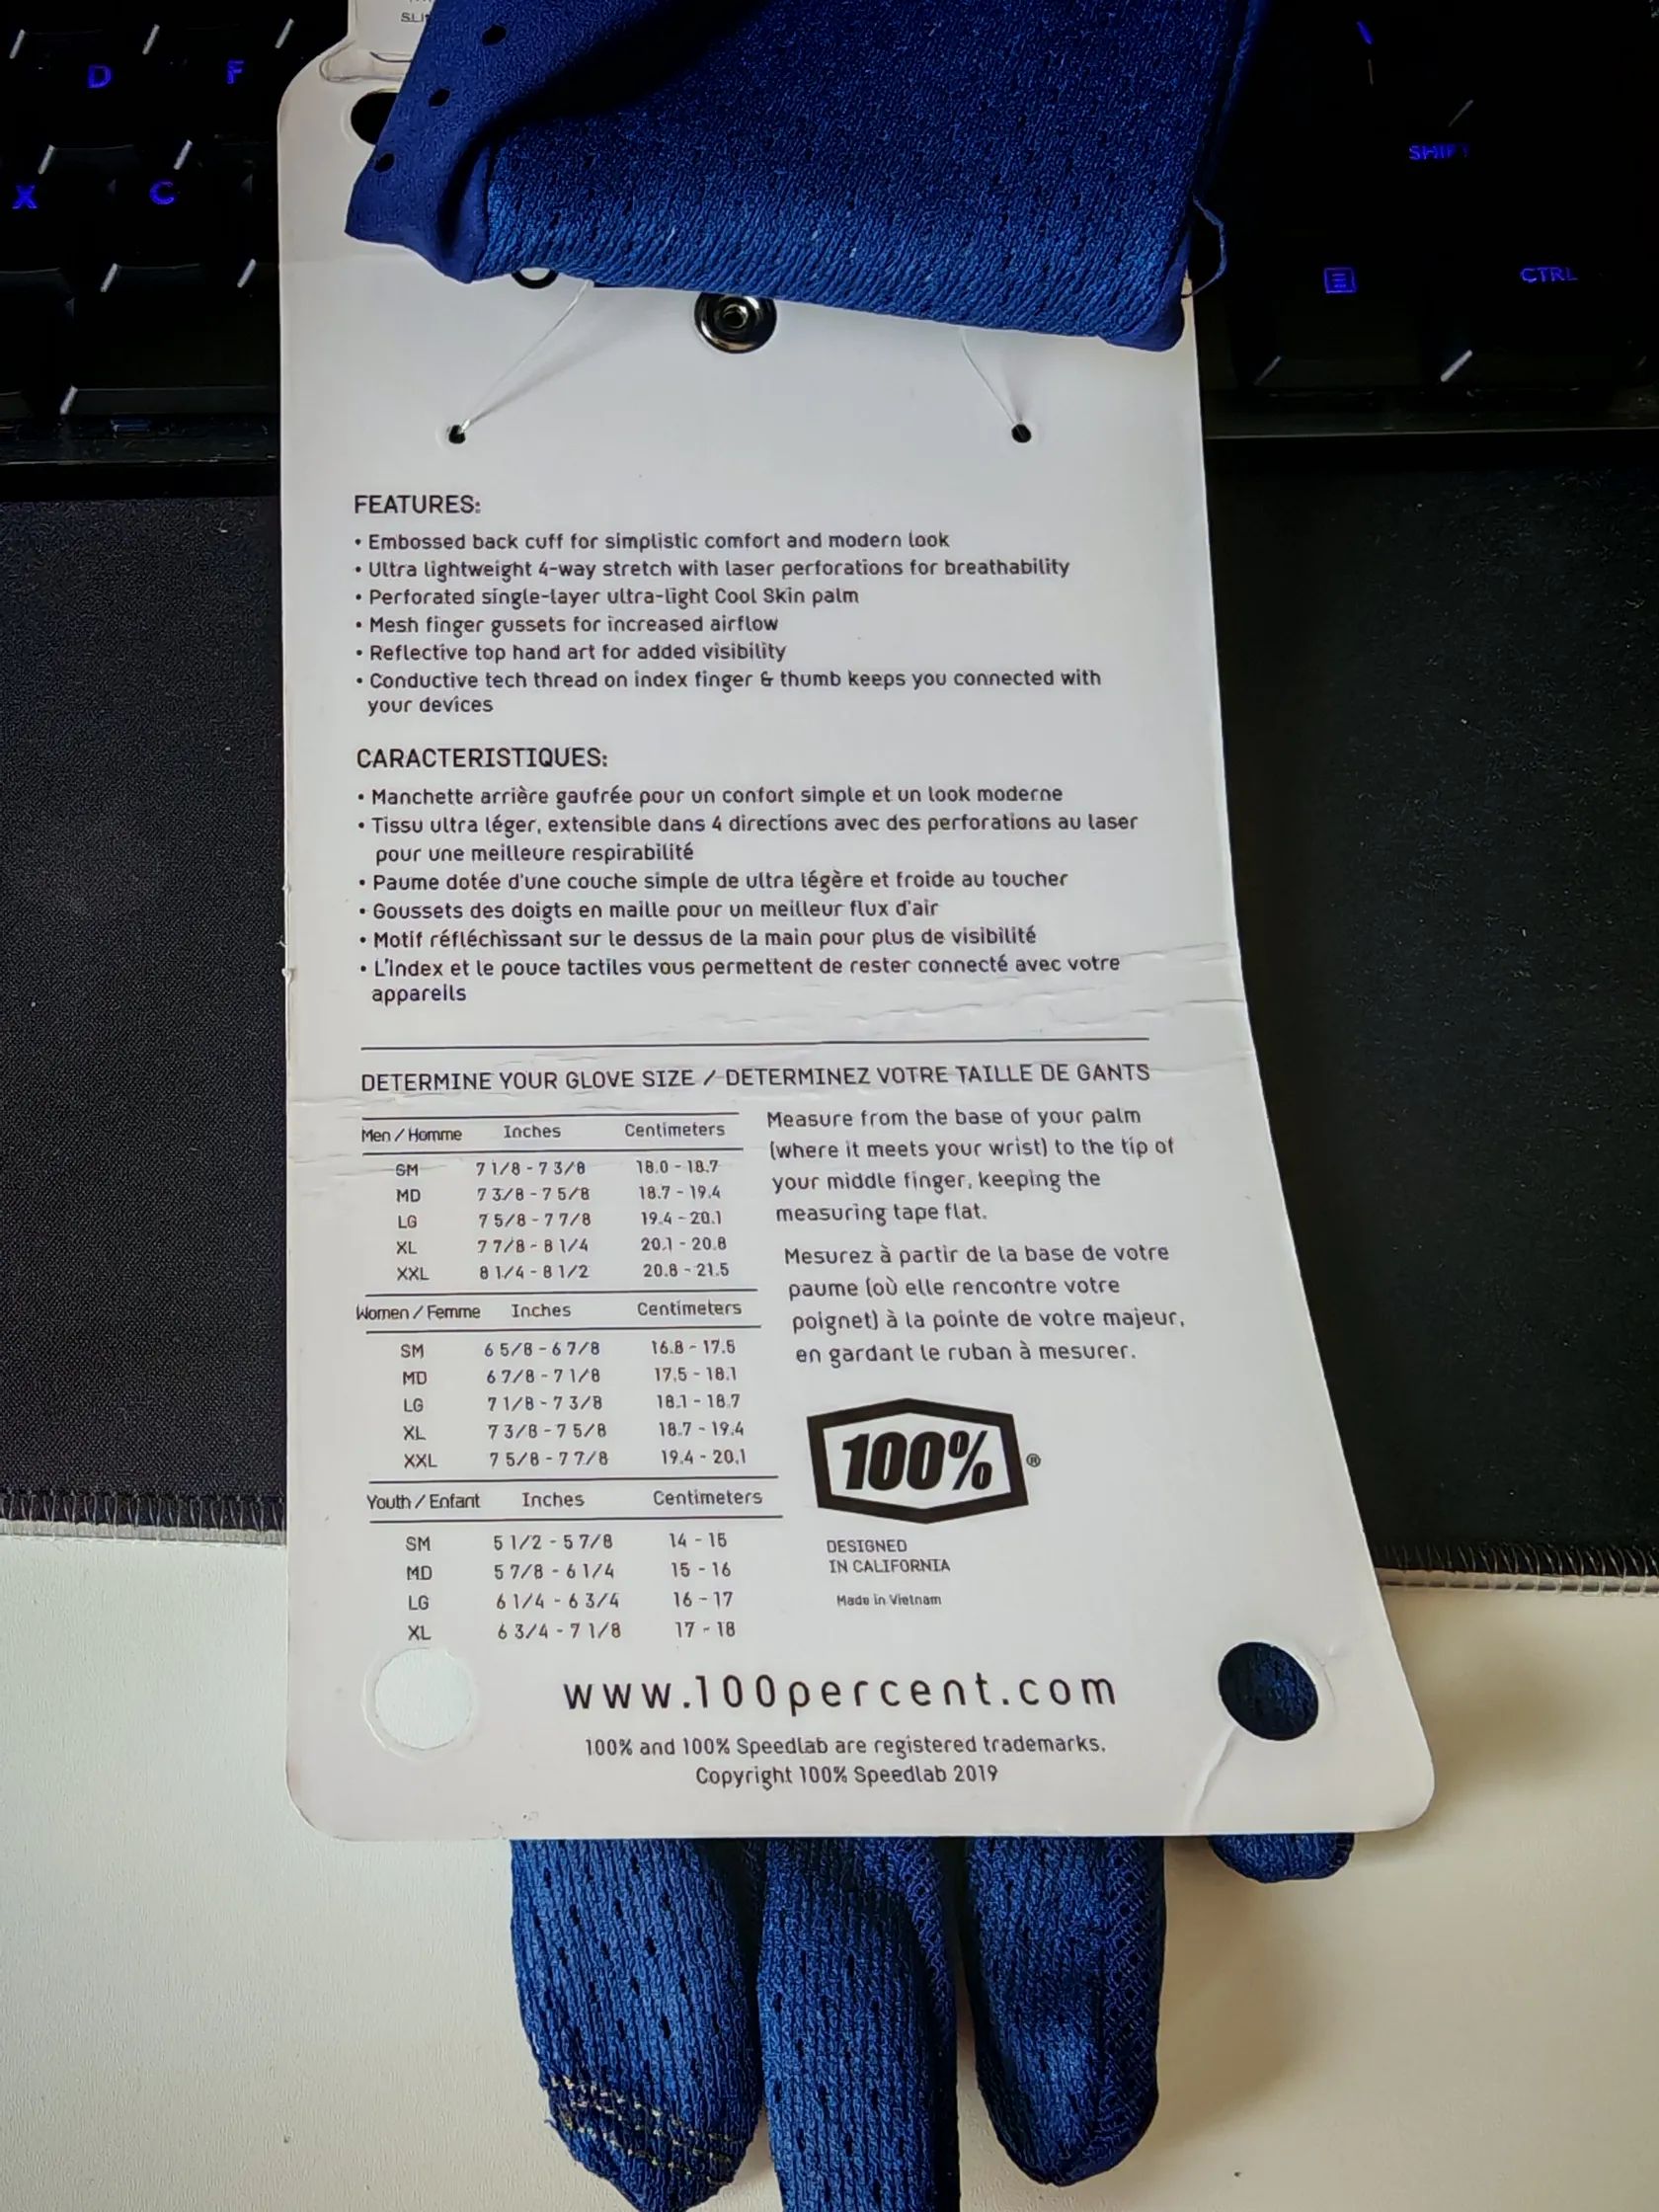 D F
X C
SHIFT
CTRL
FEATURES:
• Embossed back cuff for simplistic comfort and modern look
• Ultra lightweight 4-way stretch with laser perforations for breathability
• Perforated single-layer ultra-light Cool Skin palm
• Mesh finger gussets for increased airflow
• Reflective top hand art for added visibility
• Conductive tech thread on index finger & thumb keeps you connected with
your devices
CARACTERISTIQUES:
• Manchette arrière gaufrée pour un confort simple et un look moderne
• Tissu ultra léger, extensible dans 4 directions avec des perforations au laser
pour une meilleure respirabilité
• Paume dotée d'une couche simple de ultra légère et froide au toucher
• Goussets des doigts en maille pour un meilleur flux d'air
• Motif réfléchissant sur le dessus de la main pour plus de visibilité
• L'index et le pouce tactiles vous permettent de rester connecté avec votre
appareils
DETERMINE YOUR GLOVE SIZE / DETERMINEZ VOTRE TAILLE DE GANTS
Men / Homme Inches Centimeters
SM 7 1/8 - 7 3/8 18.0 - 18.7
MD 7 3/8 - 7 5/8 18.7 - 19.4
LG 7 5/8 - 7 7/8 19.4 - 20.1
XL 7 7/8 - 8 1/4 20.1 - 20.8
XXL 8 1/4 - 8 1/2 20.8 - 21.5
Women / Femme Inches Centimeters
SM 6 5/8 - 6 7/8 16.8 - 17.5
MD 6 7/8 - 7 1/8 17.5 - 18.1
LG 7 1/8 - 7 3/8 18.1 - 18.7
XL 7 3/8 - 7 5/8 18.7 - 19.4
XXL 7 5/8 - 7 7/8 19.4 - 20.1
Youth / Enfant Inches Centimeters
SM 5 1/2 - 5 7/8 14 - 15
MD 5 7/8 - 6 1/4 15 - 16
LG 6 1/4 - 6 3/4 16 - 17
XL 6 3/4 - 7 1/8 17 - 18
Measure from the base of your palm
(where it meets your wrist) to the tip of
your middle finger, keeping the
measuring tape flat.
Mesurez à partir de la base de votre
paume (où elle rencontre votre
poignet) à la pointe de votre majeur,
en gardant le ruban à mesurer.
100%®
DESIGNED
IN CALIFORNIA
Made in Vietnam
www.100percent.com
100% and 100% Speedlab are registered trademarks.
Copyright 100% Speedlab 2019